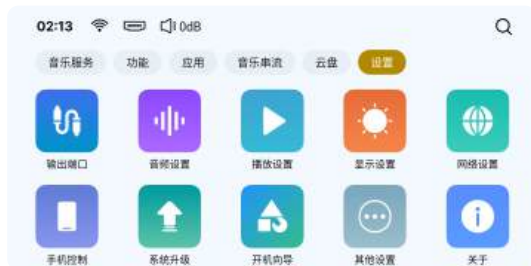 02:13 0dB
音乐服务 功能 应用 音乐串流 云盘 设置
输出端口 音频设置 播放设置 显示设置 网络设置
手机控制 系统升级 开机向导 其他设置 关于